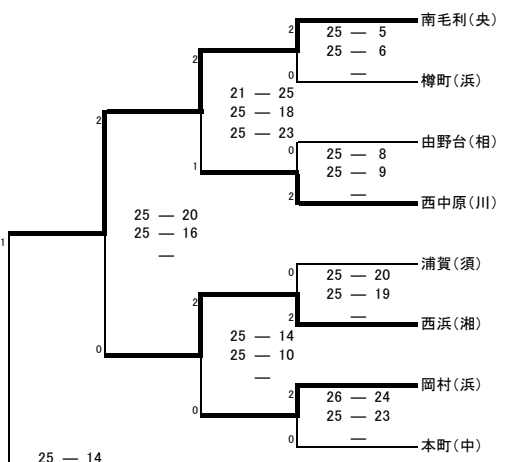 2
南毛利(央)
25 — 5
25 — 6
—
0
樽町(浜)
2
21 — 25
25 — 18
25 — 23
由野台(相)
0
25 — 8
25 — 9
—
2
西中原(川)
1
2
25 — 20
25 — 16
—
1
浦賀(須)
0
25 — 20
25 — 19
—
2
西浜(湘)
2
25 — 14
25 — 10
—
0
岡村(浜)
2
26 — 24
25 — 23
—
0
本町(中)
0
25 — 14